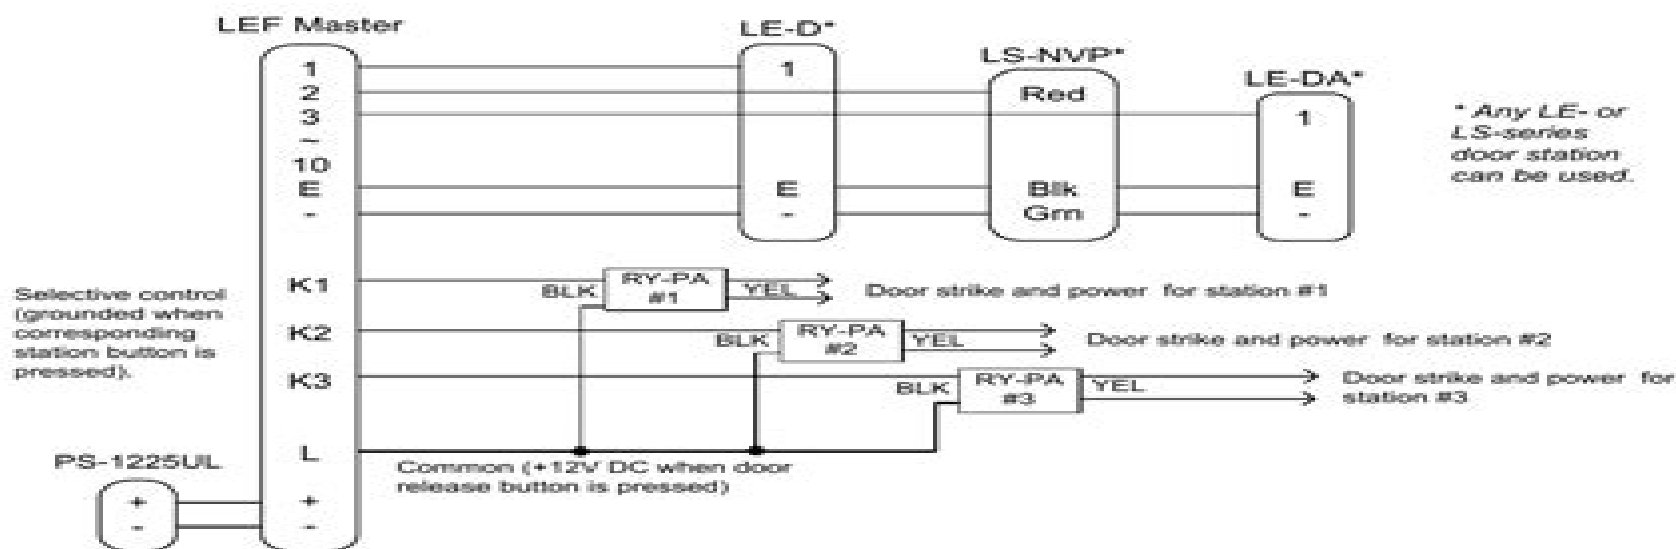 LEF Master
1
2
3
~
10
E
-
K1
K2
K3
L
+
-
LE-D*
1
E
-
LS-NVP*
Red
Blk
Grn
LE-DA*
1
E
-
* Any LE- or
LS-series
door station
can be used.
Selective control
(grounded when
corresponding
station button is
pressed).
BLK
RY-PA
#1
YEL
Door strike and power for station #1
BLK
RY-PA
#2
YEL
Door strike and power for station #2
BLK
RY-PA
#3
YEL
Door strike and power for
station #3
Common (+12V DC when door
release button is pressed)
PS-1225UL
+
-